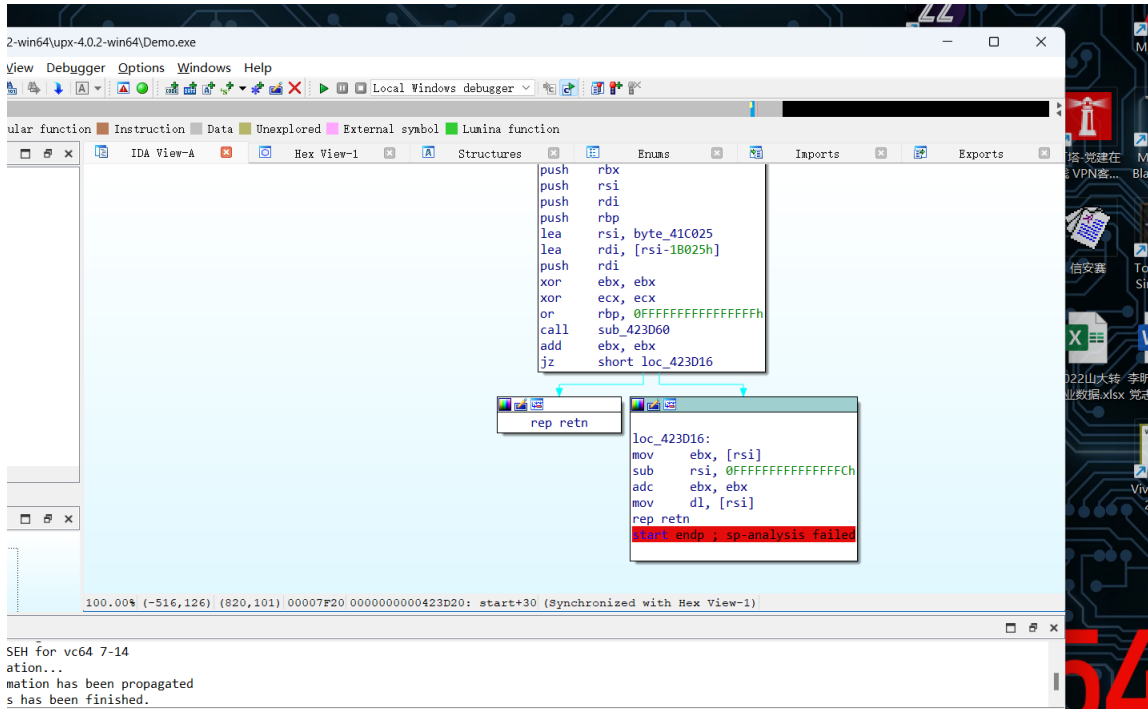 2-win64\upx-4.0.2-win64\Demo.exe
View Debugger Options Windows Help
Local Windows debugger
ular function Instruction Data Unexplored External symbol Lumina function
IDA View-A Hex View-1 Structures Enums Imports Exports
push rbx
push rsi
push rdi
push rbp
lea rsi, byte_41C025
lea rdi, [rsi-1B025h]
push rdi
xor ebx, ebx
xor ecx, ecx
or rbp, 0FFFFFFFFFFFFFFFFh
call sub_423D60
add ebx, ebx
jz short loc_423D16
rep retn
loc_423D16:
mov ebx, [rsi]
sub rsi, 0FFFFFFFFFFFFFFFCh
adc ebx, ebx
mov dl, [rsi]
rep retn
start endp ; sp-analysis failed
100.00% (-516,126) (820,101) 00007F20 0000000000423D20: start+30 (Synchronized with Hex View-1)
SEH for vc64 7-14
ation...
mation has been propagated
s has been finished.
塔-党建在
VPN客...
Bla
信安赛
To
Si
022山大转
业数据.xlsx
党志
Viv
64